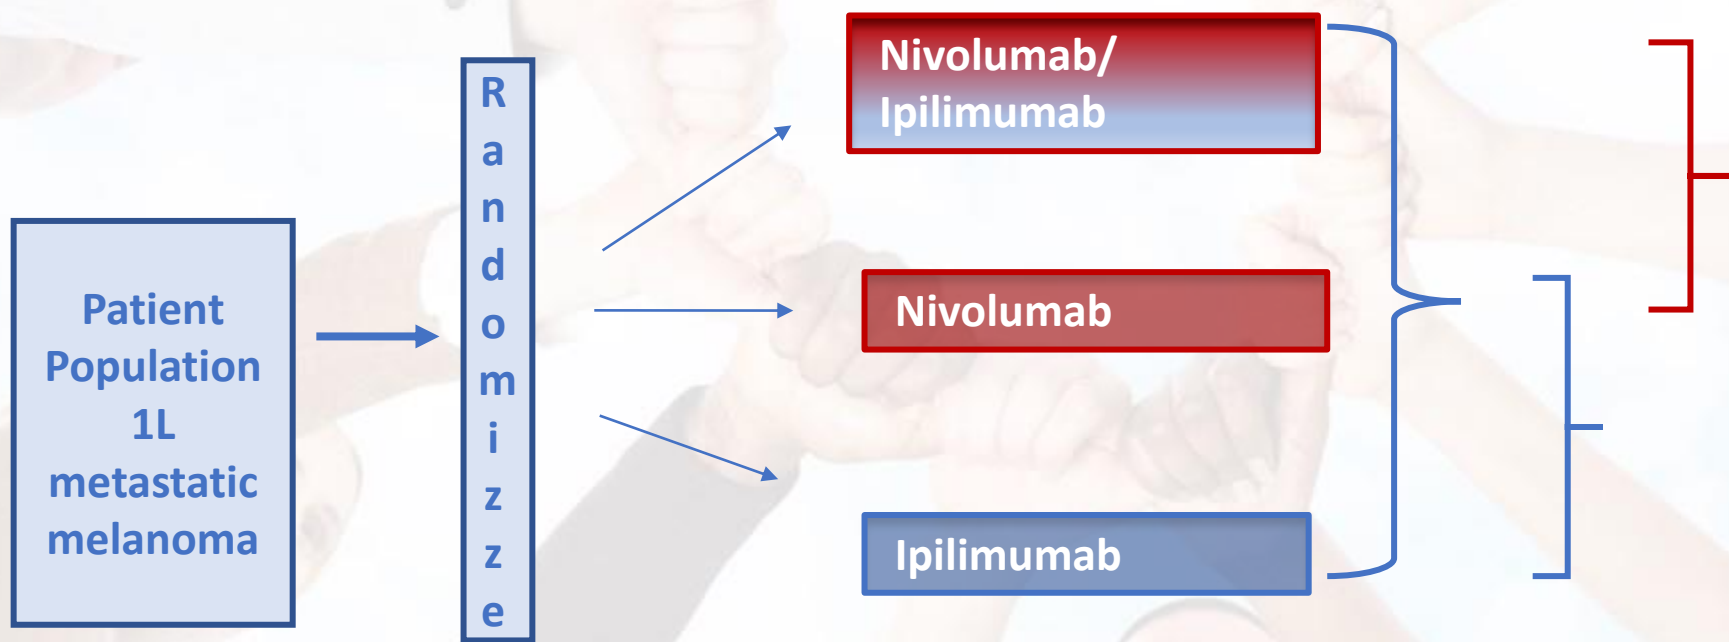 Patient
Population
1L
metastatic
melanoma
R
a
n
d
o
m
i
z
z
e
Nivolumab/
Ipilimumab
Nivolumab
Ipilimumab